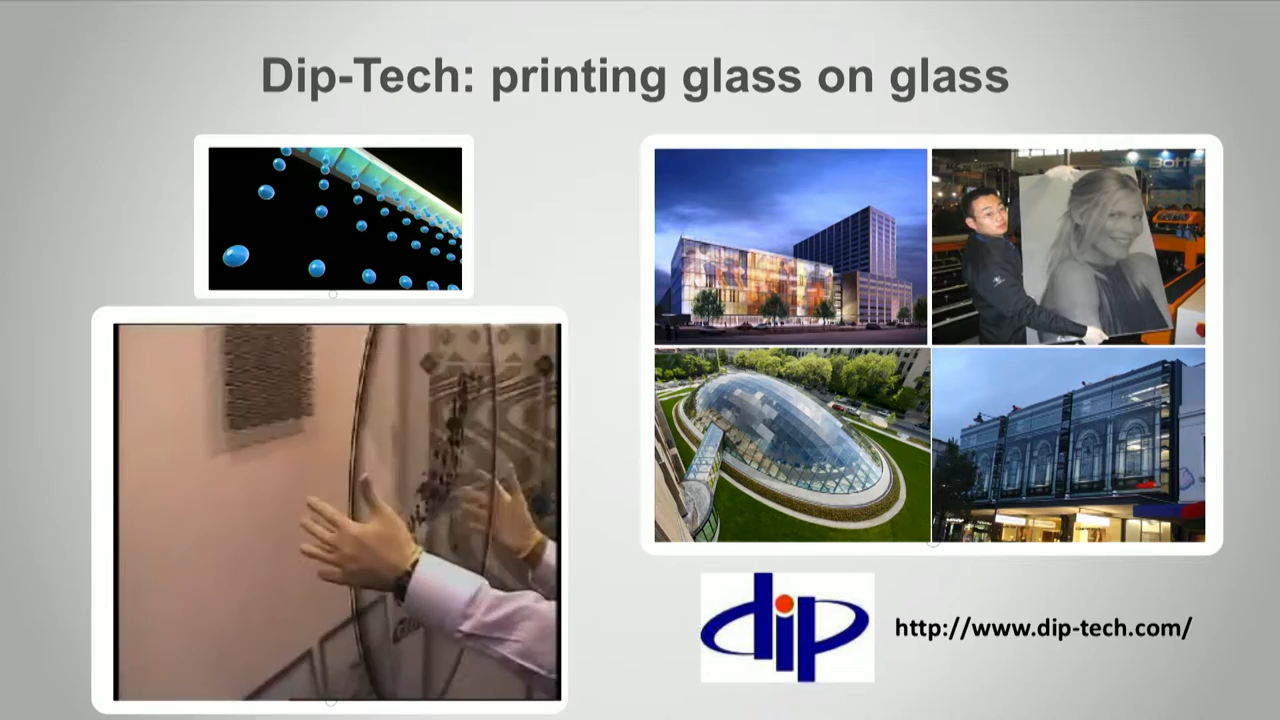 Dip-Tech: printing glass on glass
dip
http://www.dip-tech.com/